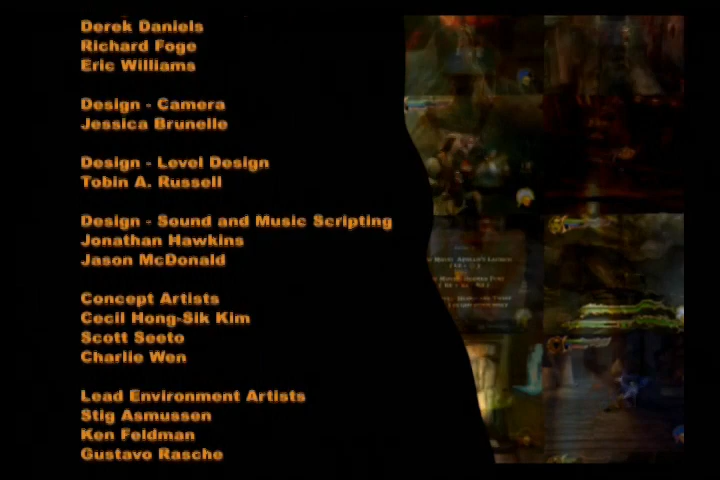 Derek Daniels
Richard Foge
Eric Williams
Design - Camera
Jessica Brunelle
Design - Level Design
Tobin A. Russell
Design - Sound and Music Scripting
Jonathan Hawkins
Jason McDonald
Concept Artists
Cecil Hong-Sik Kim
Scott Seeto
Charlie Wen
Lead Environment Artists
Stig Asmussen
Ken Feldman
Gustavo Rasche